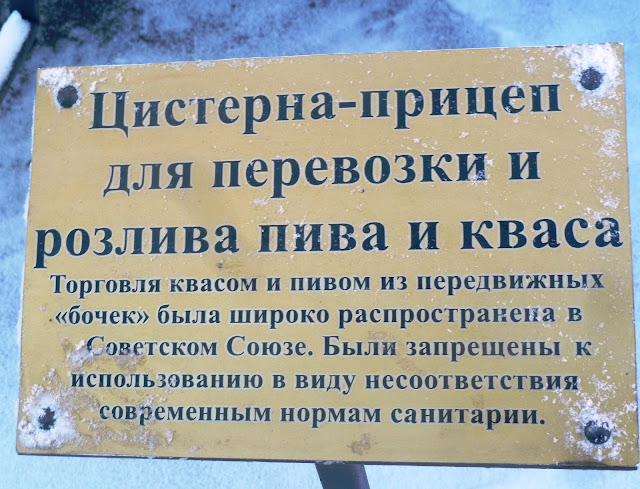 Цистерна-прицеп
для перевозки и
розлива пива и кваса
Торговля квасом и пивом из передвижных
«бочек» была широко распространена в
Советском Союзе. Были запрещены к
использованию в виду несоответствия
современным нормам санитарии.